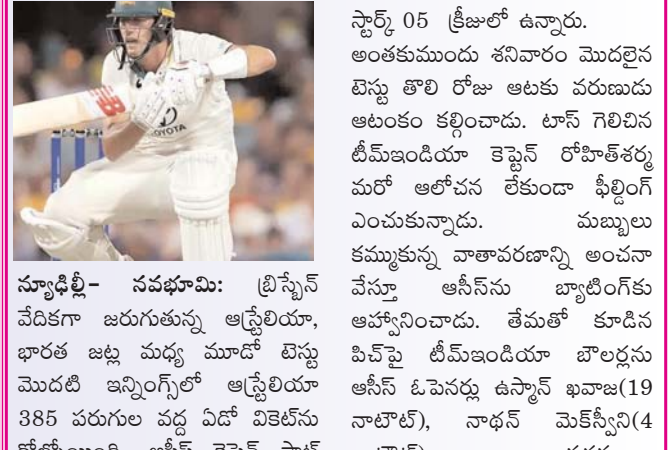 TOYOTA
న్యూఢిల్లీ– నవభూమి: బ్రిస్బేన్
వేదికగా జరుగుతున్న ఆస్ట్రేలియా,
భారత జట్ల మధ్య మూడో టెస్టు
మొదటి ఇన్నింగ్స్‌లో ఆస్ట్రేలియా
385 పరుగుల వద్ద ఏడో వికెట్‌ను
స్టార్క్ 05 క్రీజులో ఉన్నారు.
అంతకుముందు శనివారం మొదలైన
టెస్టు తొలి రోజు ఆటకు వరుణుడు
ఆటంకం కల్గించాడు. టాస్ గెలిచిన
టీమ్ఇండియా కెప్టెన్ రోహిత్‌శర్మ
మరో ఆలోచన లేకుండా ఫీల్డింగ్
ఎంచుకున్నాడు. మబ్బులు
కమ్ముకున్న వాతావరణాన్ని అంచనా
వేస్తూ ఆసీస్‌ను బ్యాటింగ్‌కు
ఆహ్వానించాడు. తేమతో కూడిన
పిచ్‌పై టీమ్ఇండియా బౌలర్లను
ఆసీస్ ఓపెనర్లు ఉస్మాన్ ఖవాజ(19
నాటౌట్), నాథన్ మెక్‌స్వీని(4